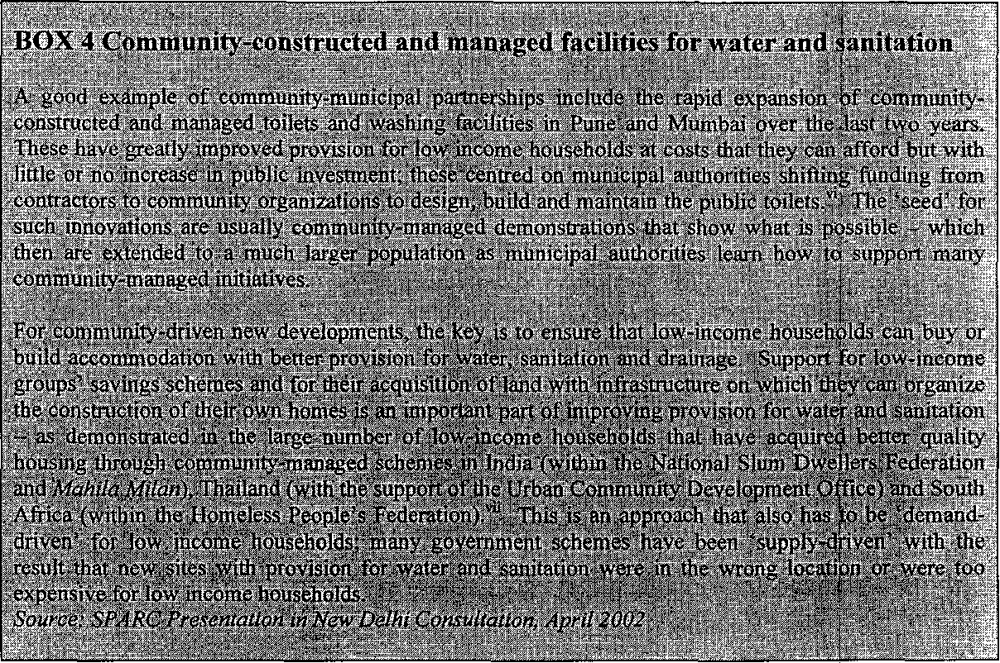 BOX 4 Community-constructed and managed facilities for water and sanitation
A good example of community-municipal partnerships include the rapid expansion of community-
constructed and managed toilets and washing facilities in Pune and Mumbai over the last two years.
These have greatly improved provision for low income households at costs that they can afford but with
little or no increase in public investment; these centred on municipal authorities shifting funding from
contractors to community organizations to design, build and maintain the public toilets.vi The 'seed' for
such innovations are usually community-managed demonstrations that show what is possible – which
then are extended to a much larger population as municipal authorities learn how to support many
community-managed initiatives.
For community-driven new developments, the key is to ensure that low-income households can buy or
build accommodation with better provision for water, sanitation and drainage. Support for low-income
groups' savings schemes and for their acquisition of land with infrastructure on which they can organize
the construction of their own homes is an important part of improving provision for water and sanitation
– as demonstrated in the large number of low-income households that have acquired better quality
housing through community-managed schemes in India (within the National Slum Dwellers Federation
and Mahila Milan), Thailand (with the support of the Urban Community Development Office) and South
Africa (within the Homeless People's Federation).vii This is an approach that also has to be 'demand-
driven' for low income households; many government schemes have been 'supply-driven' with the
result that new sites with provision for water and sanitation were in the wrong location or were too
expensive for low income households.
Source: SPARC Presentation in New Delhi Consultation, April 2002